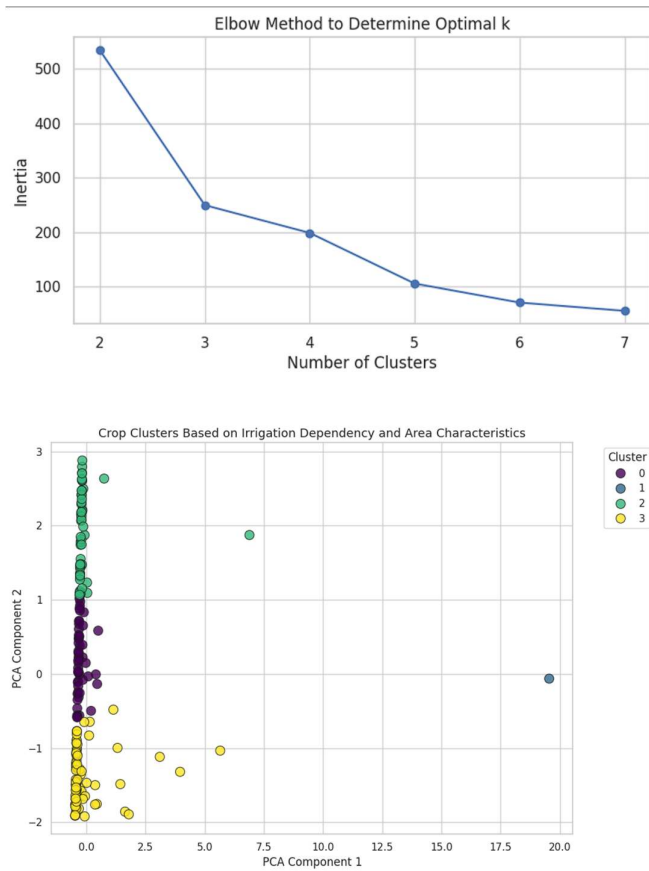 Elbow Method to Determine Optimal k
500
400
300
200
100
Inertia
2 3 4 5 6 7
Number of Clusters
Crop Clusters Based on Irrigation Dependency and Area Characteristics
3
2
1
0
−1
−2
PCA Component 2
0.0 2.5 5.0 7.5 10.0 12.5 15.0 17.5 20.0
PCA Component 1
Cluster
0
1
2
3